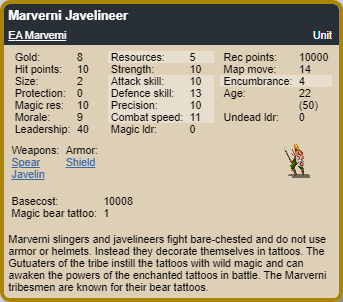 Marverni Javelineer
EA Marverni Unit
Gold: 8 Resources: 5 Rec points: 10000
Hit points: 10 Strength: 10 Map move: 14
Size: 2 Attack skill: 10 Encumbrance: 4
Protection: 0 Defence skill: 13 Age: 22
Magic res: 10 Precision: 10 (50)
Morale: 9 Combat speed: 11 Undead ldr: 0
Leadership: 40 Magic ldr: 0
Weapons: Armor:
Spear Shield
Javelin
Basecost: 10008
Magic bear tattoo: 1
Marverni slingers and javelineers fight bare-chested and do not use
armor or helmets. Instead they decorate themselves in tattoos. The
Gutuaters of the tribe instill the tattoos with wild magic and can
awaken the powers of the enchanted tattoos in battle. The Marverni
tribesmen are known for their bear tattoos.